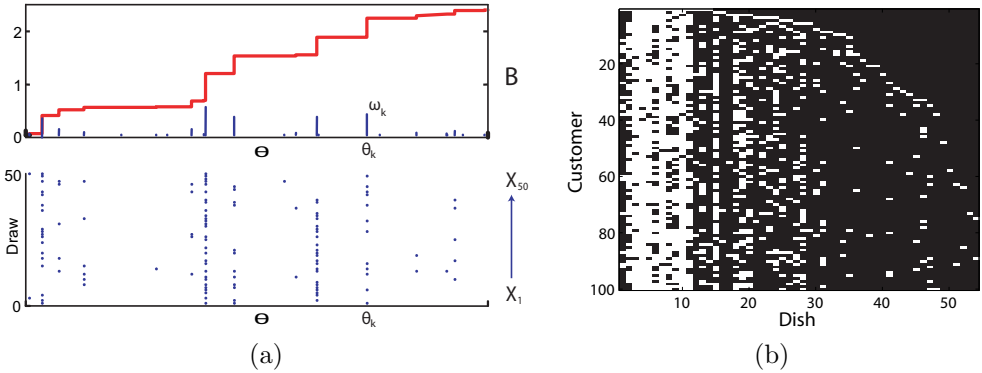 2
1
0
ω_k
B
Θ
θ_k
50
Draw
0
X_50
X_1
Θ
θ_k
(a)
Customer
20
40
60
80
100
10 20 30 40 50
Dish
(b)